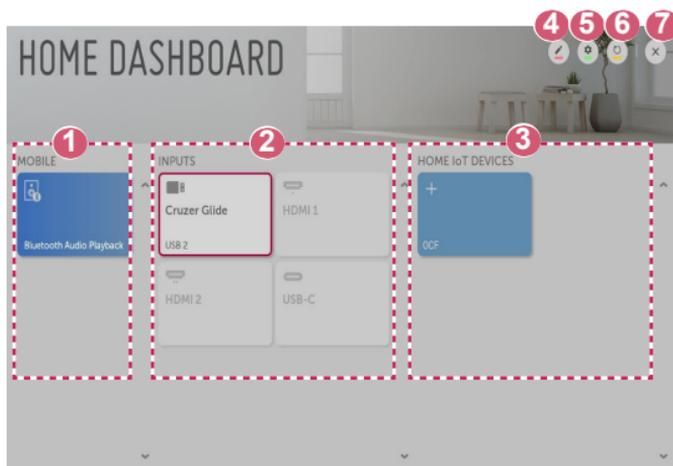 4 5 6 7
HOME DASHBOARD
1 2 3
MOBILE
INPUTS
HOME IoT DEVICES
Bluetooth Audio Playback
Cruzer Glide
USB 2
HDMI 1
OCF
HDMI 2
USB-C